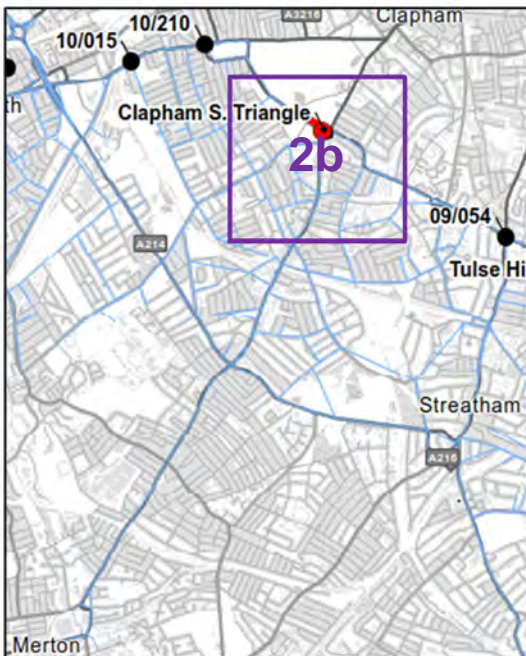 A3216
Clapham
10/210
10/015
th
Clapham S. Triangle
2b
09/054
A214
Tulse Hi
Streatham
A216
Merton